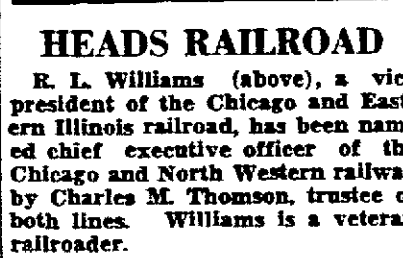 HEADS RAILROAD
R. L. Williams (above), a vic
president of the Chicago and East
ern Illinois railroad, has been nam
ed chief executive officer of th
Chicago and North Western railwa
by Charles M. Thomson, trustee o
both lines. Williams is a vetera
railroader.